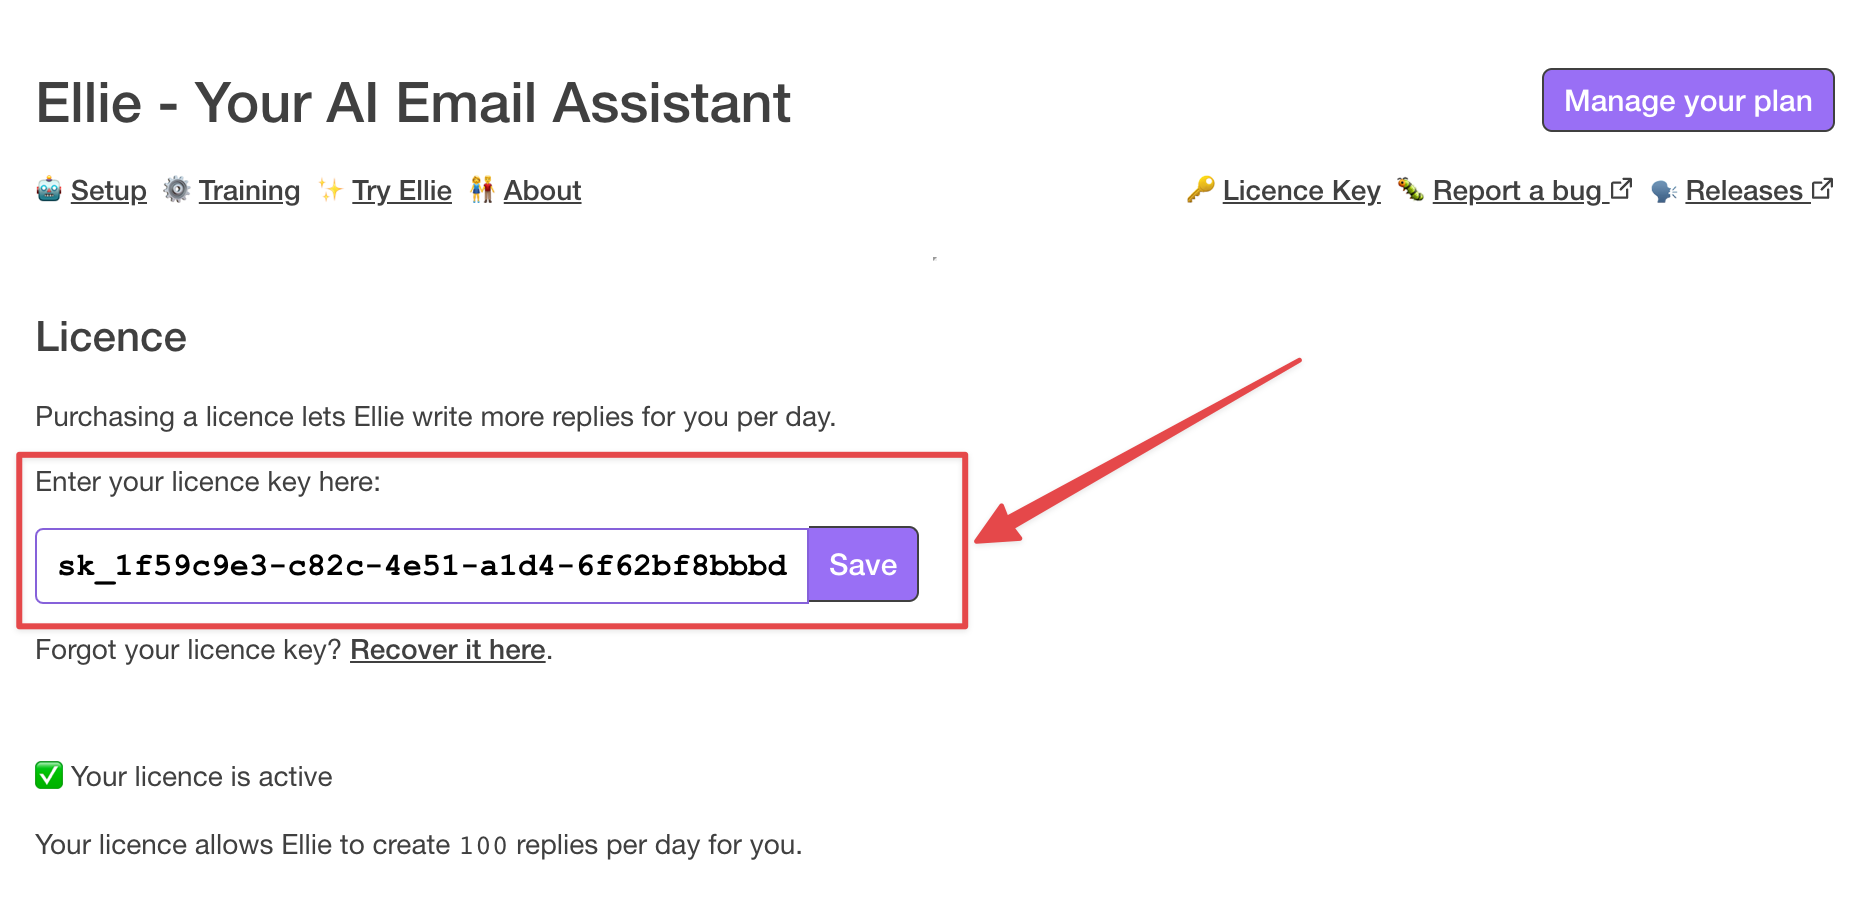 Ellie - Your AI Email Assistant
Manage your plan
🤖 Setup ⚙️ Training ✨ Try Ellie 👫 About
🔑 Licence Key 🐛 Report a bug 🗣️ Releases
Licence
Purchasing a licence lets Ellie write more replies for you per day.
Enter your licence key here:
sk_1f59c9e3-c82c-4e51-a1d4-6f62bf8bbbd
Save
Forgot your licence key? Recover it here.
✅ Your licence is active
Your licence allows Ellie to create 100 replies per day for you.